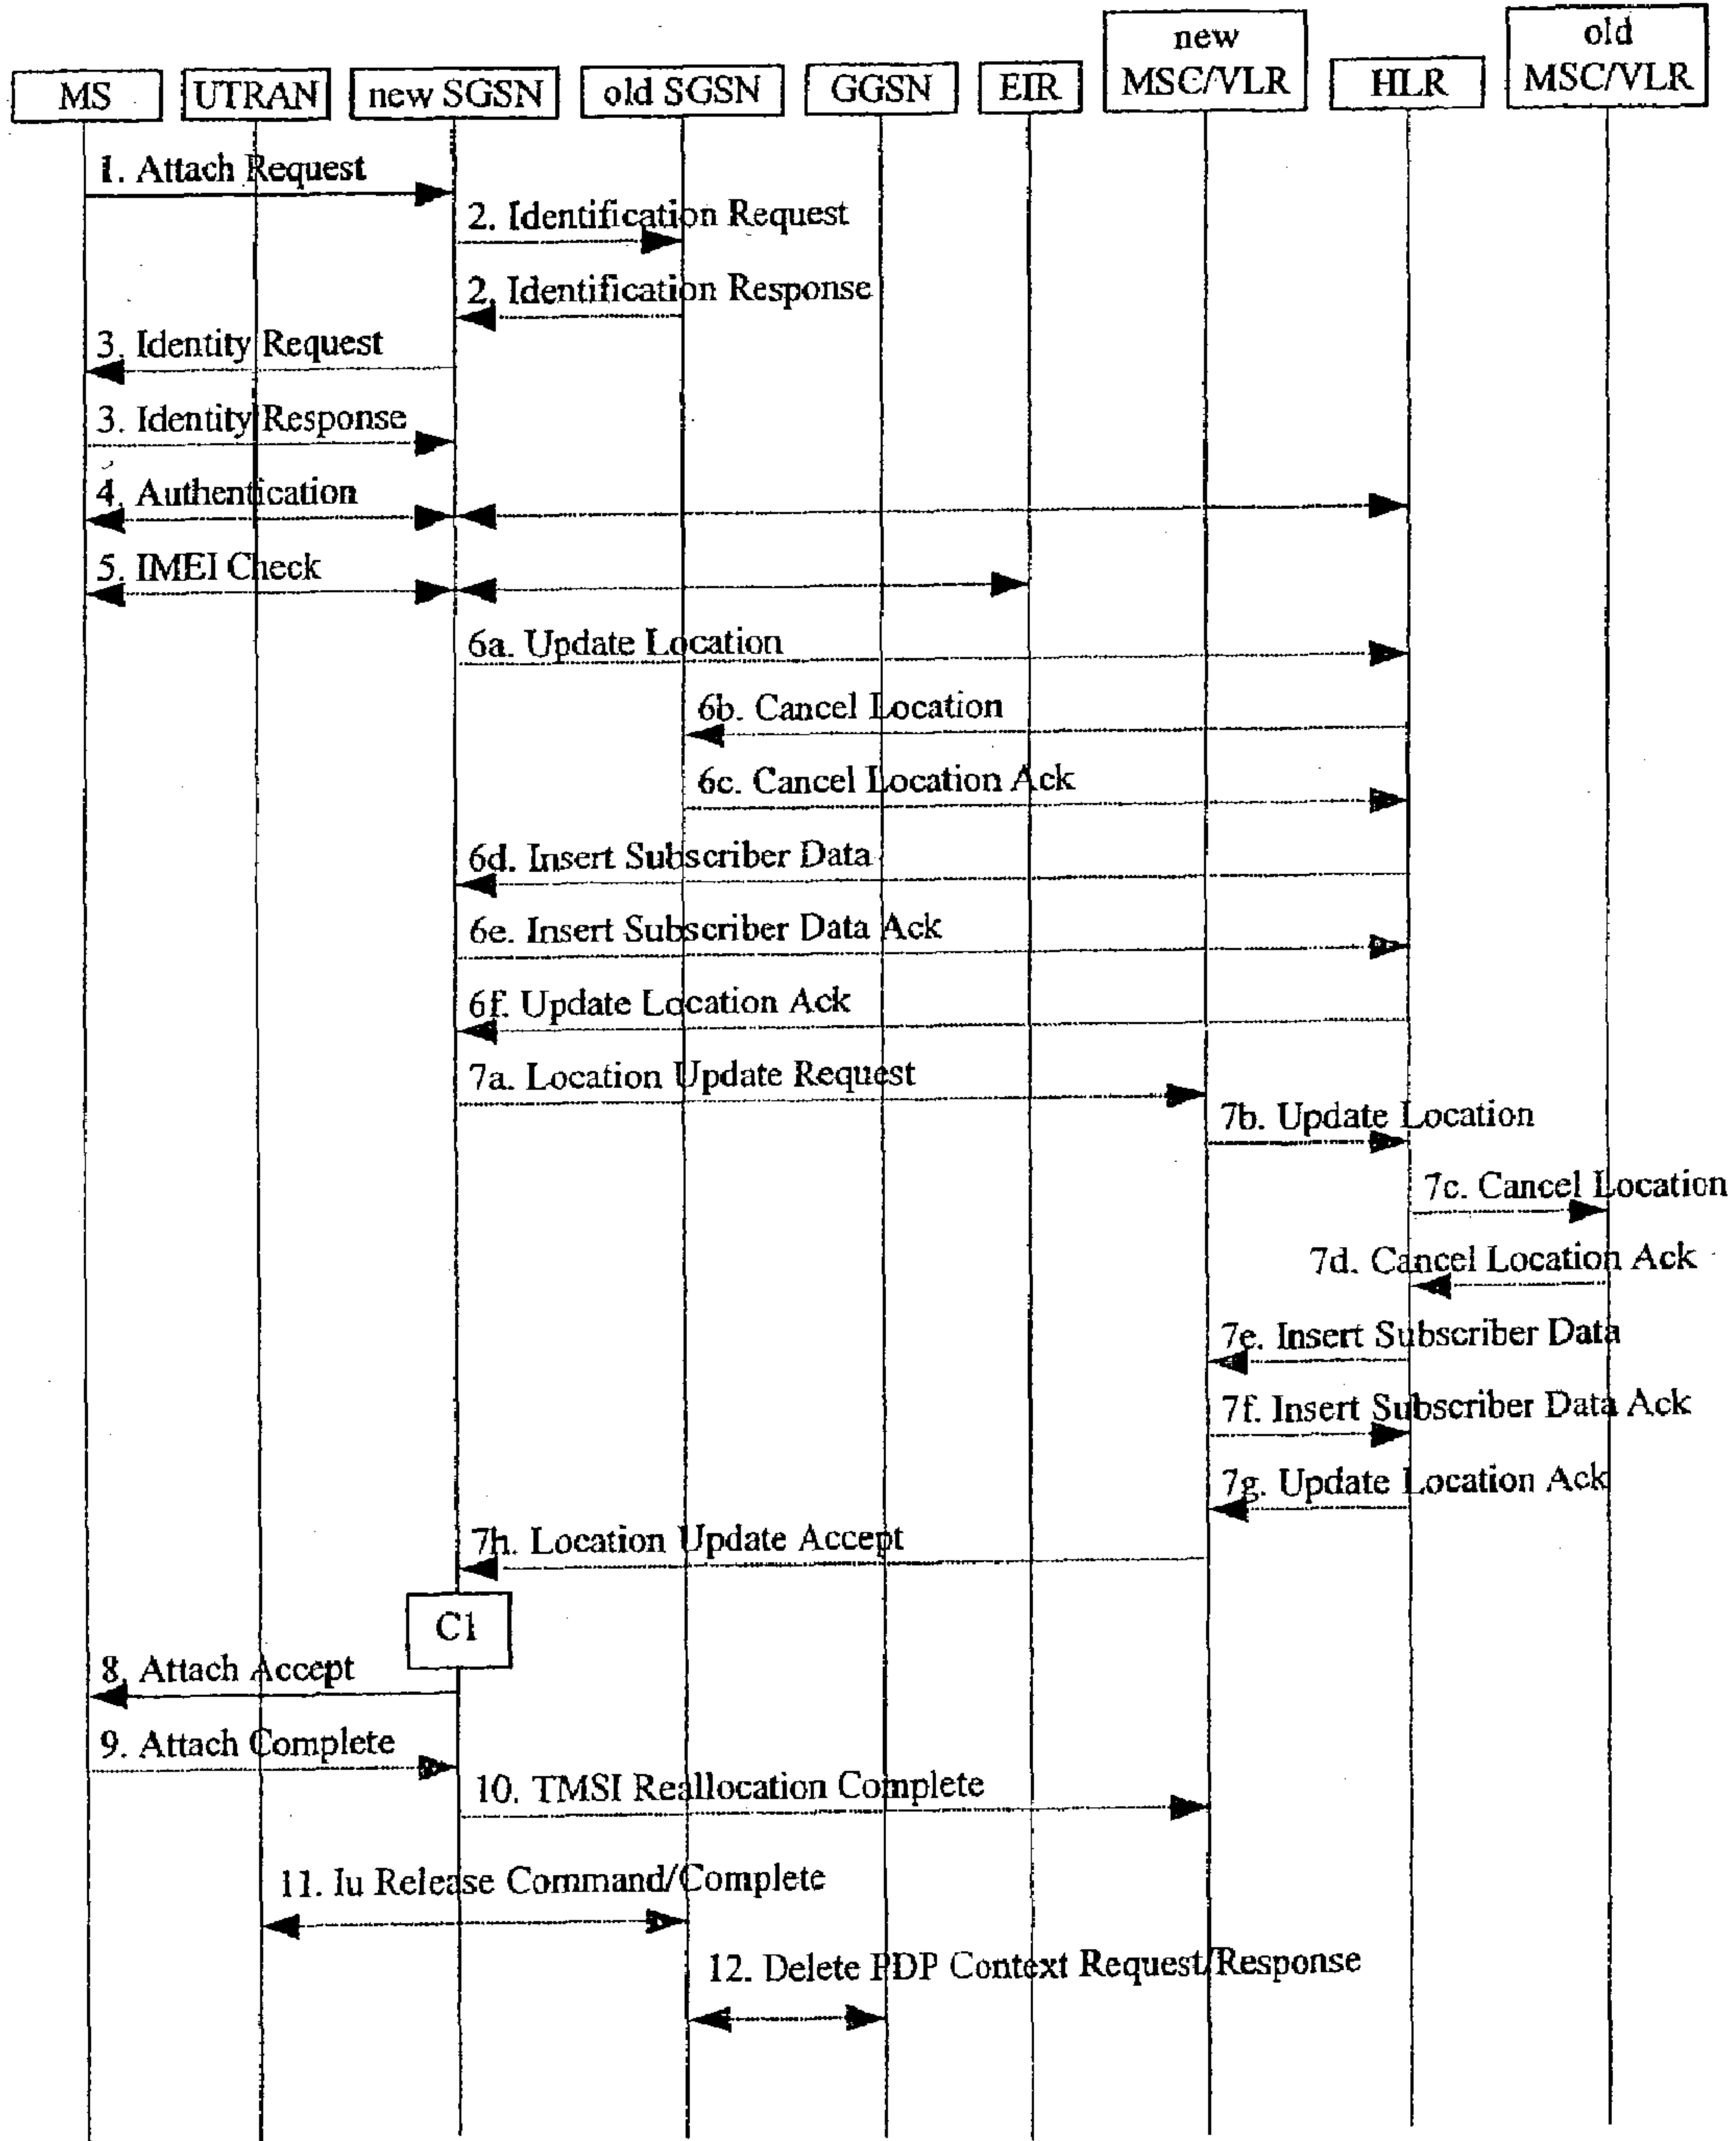 MS
UTRAN
new SGSN
old SGSN
GGSN
EIR
new
MSC/VLR
HLR
old
MSC/VLR
1. Attach Request
2. Identification Request
2. Identification Response
3. Identity Request
3. Identity Response
4. Authentication
5. IMEI Check
6a. Update Location
6b. Cancel Location
6c. Cancel Location Ack
6d. Insert Subscriber Data
6e. Insert Subscriber Data Ack
6f. Update Location Ack
7a. Location Update Request
7b. Update Location
7c. Cancel Location
7d. Cancel Location Ack
7e. Insert Subscriber Data
7f. Insert Subscriber Data Ack
7g. Update Location Ack
7h. Location Update Accept
C1
8. Attach Accept
9. Attach Complete
10. TMSI Reallocation Complete
11. Iu Release Command/Complete
12. Delete PDP Context Request/Response